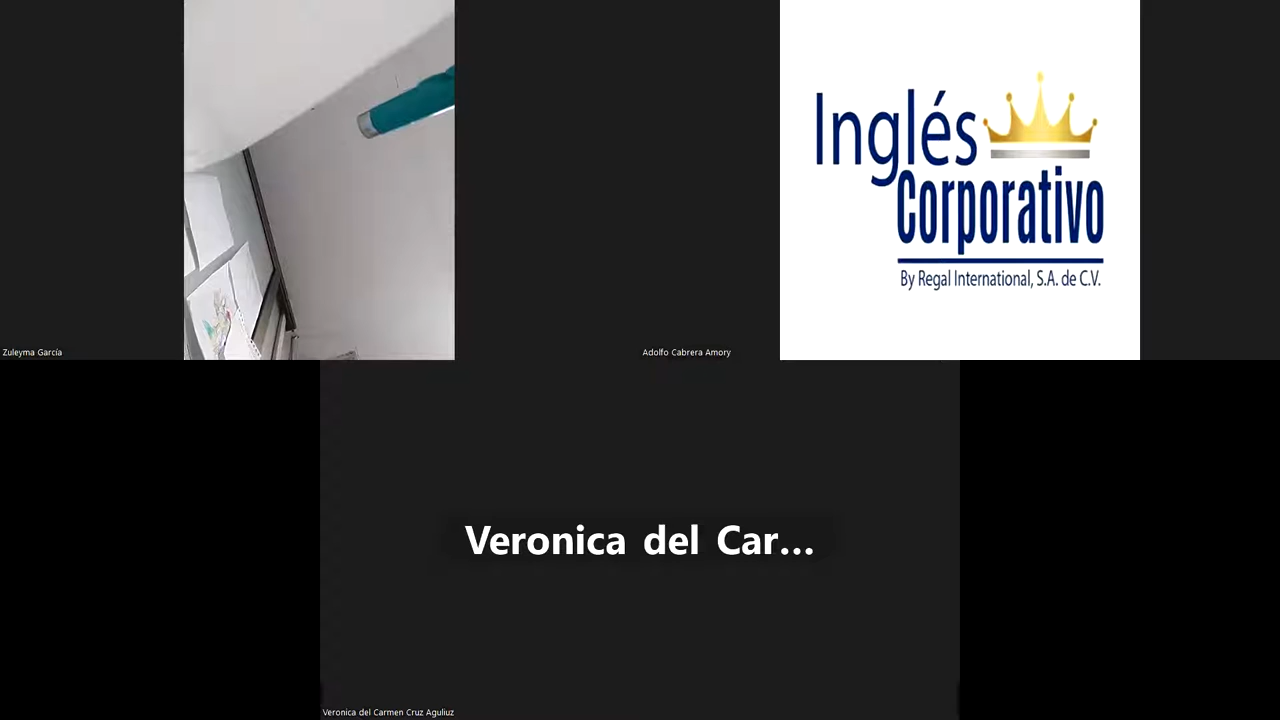 Inglés
Corporativo
By Regal International, S.A. de C.V.
Zuleyma García
Adolfo Cabrera Amory
Veronica del Car...
Veronica del Carmen Cruz Aguliuz